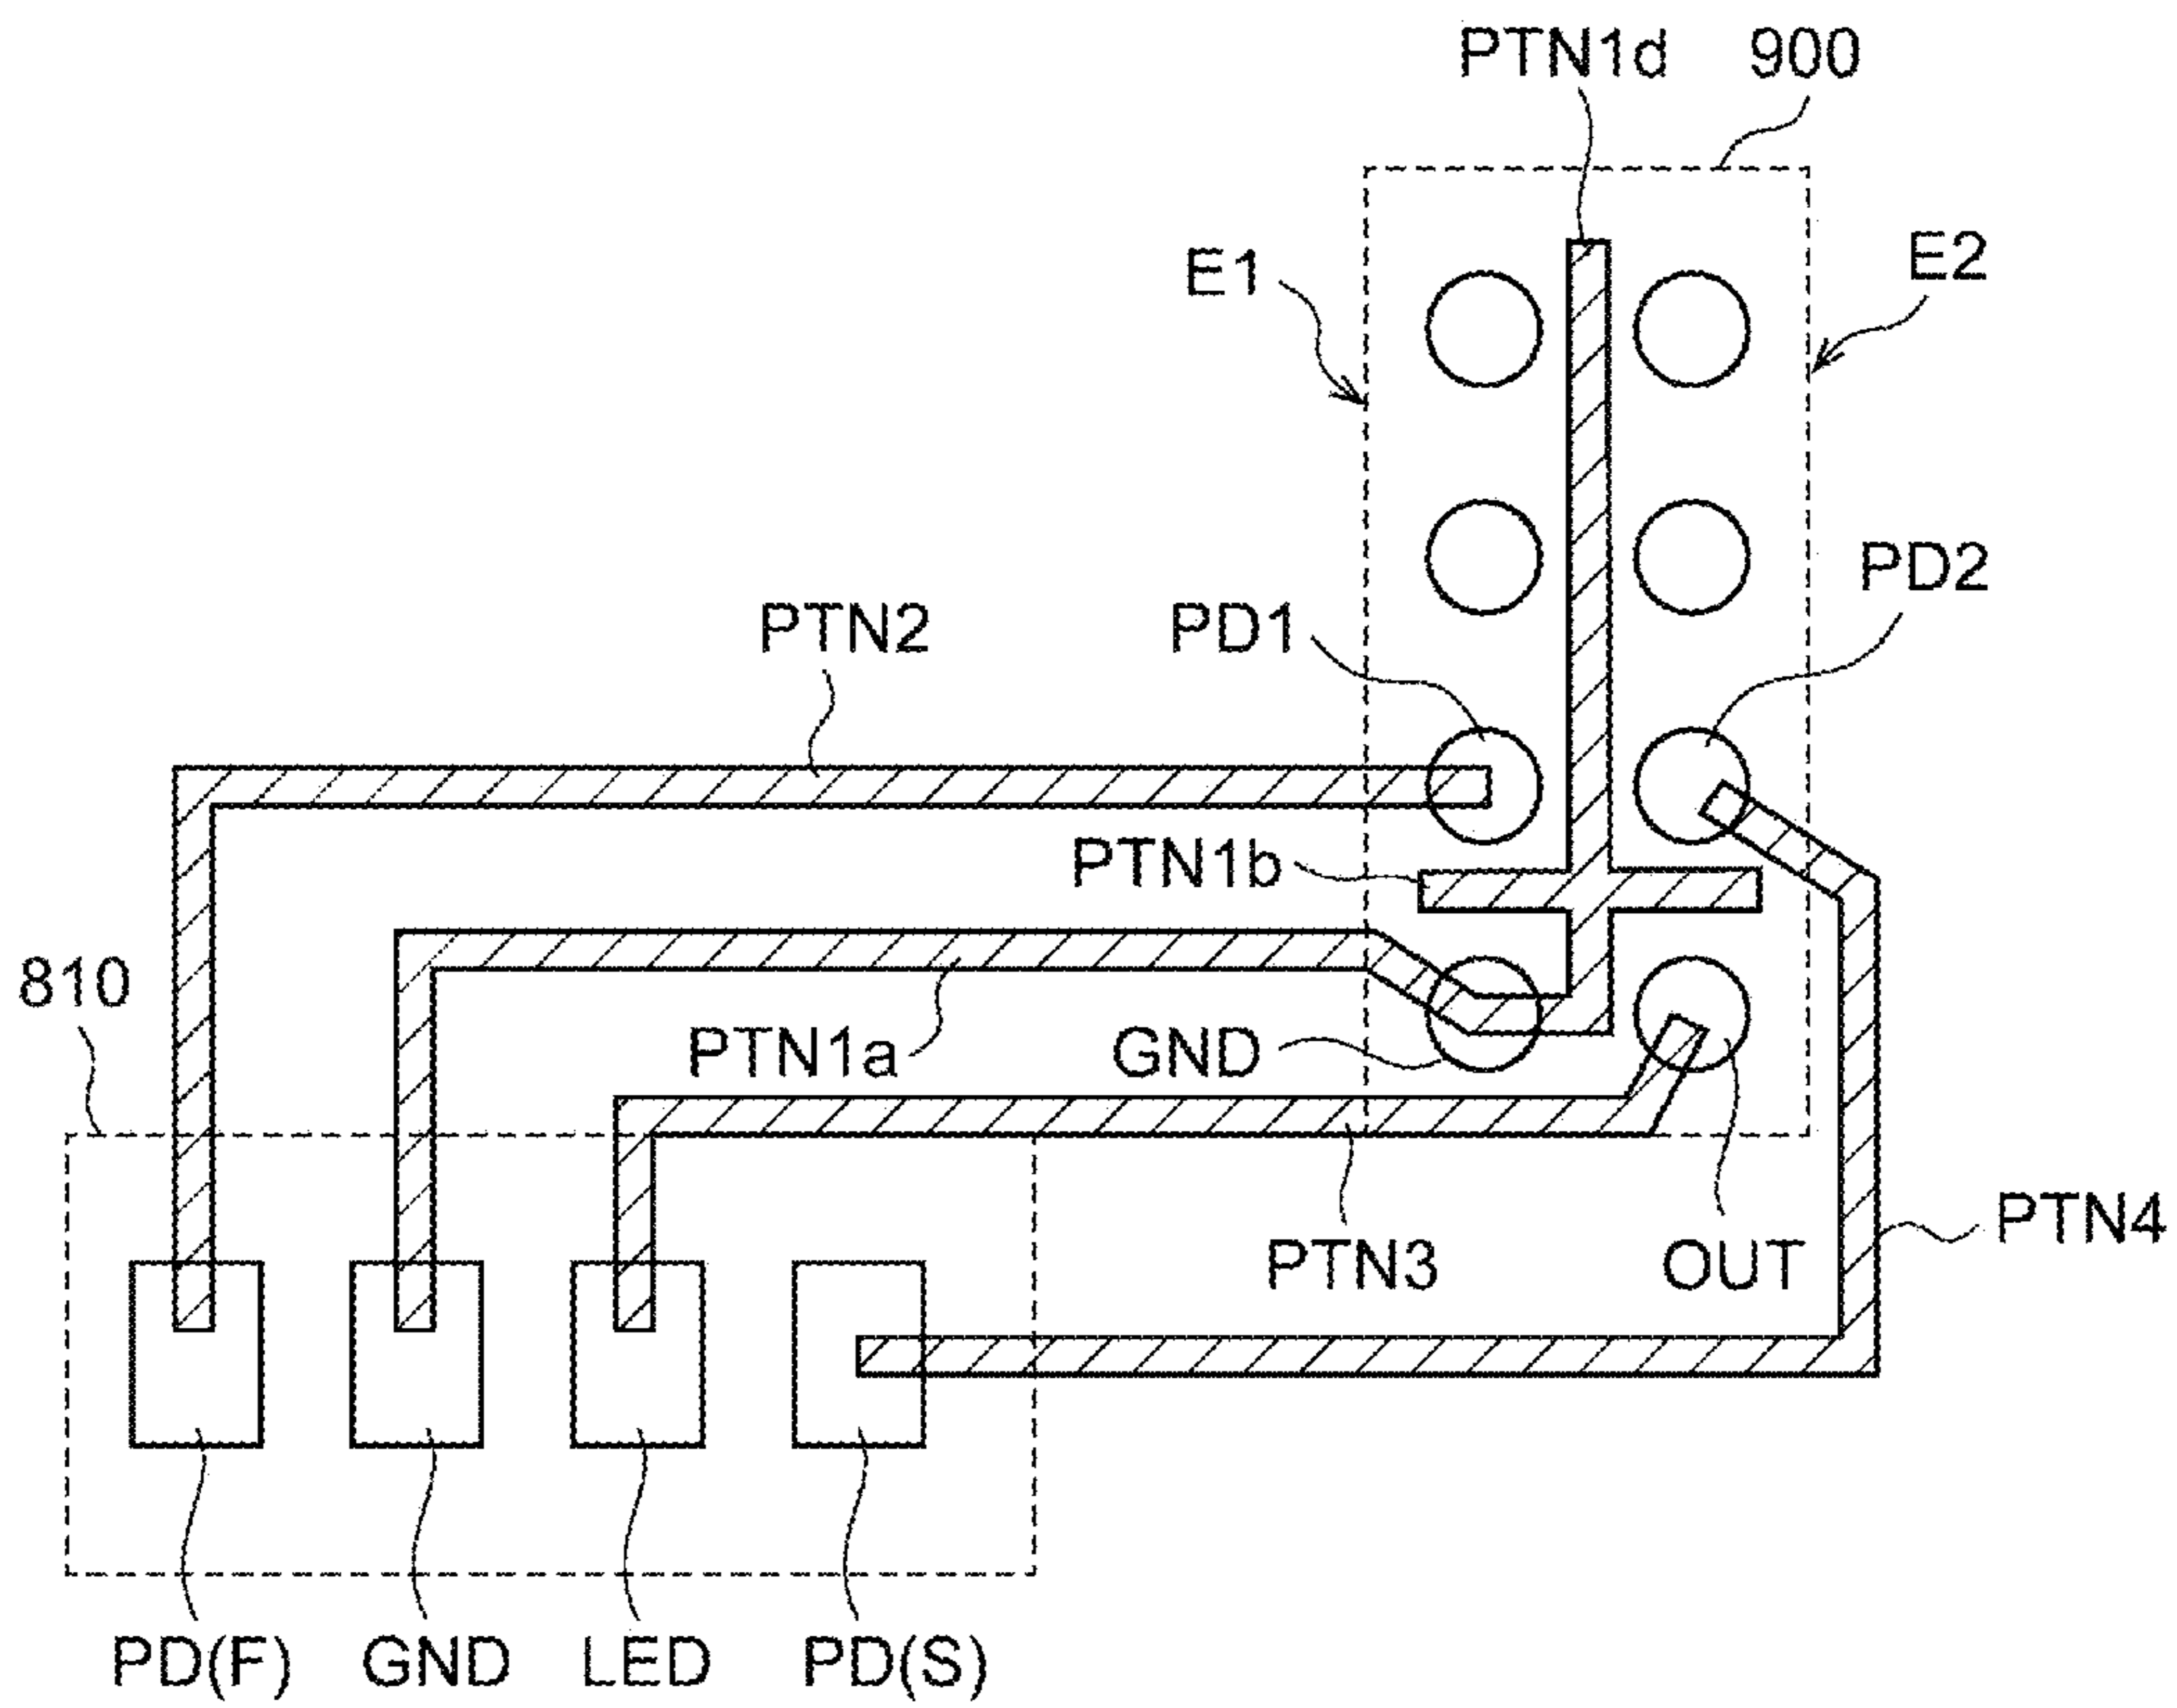 PTN1d 900
E1
E2
PTN2
PD1
PD2
PTN1b
810
PTN1a
GND
PTN3
OUT
PTN4
PD(F) GND LED PD(S)